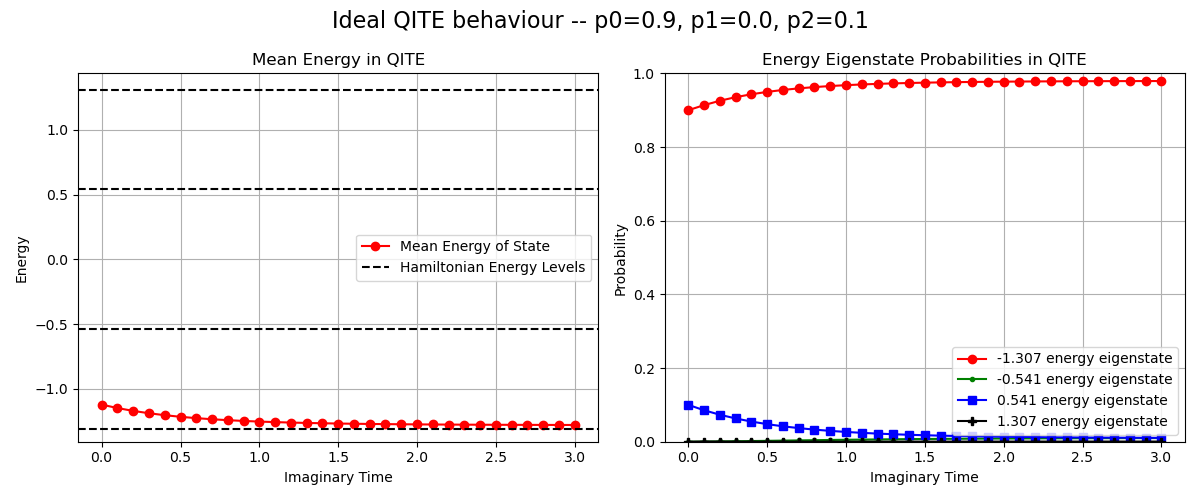 Ideal QITE behaviour -- p0=0.9, p1=0.0, p2=0.1
Mean Energy in QITE
Energy
1.0
0.5
0.0
−0.5
−1.0
Mean Energy of State
Hamiltonian Energy Levels
0.0 0.5 1.0 1.5 2.0 2.5 3.0
Imaginary Time
Energy Eigenstate Probabilities in QITE
Probability
1.0
0.8
0.6
0.4
0.2
0.0
-1.307 energy eigenstate
-0.541 energy eigenstate
0.541 energy eigenstate
1.307 energy eigenstate
0.0 0.5 1.0 1.5 2.0 2.5 3.0
Imaginary Time